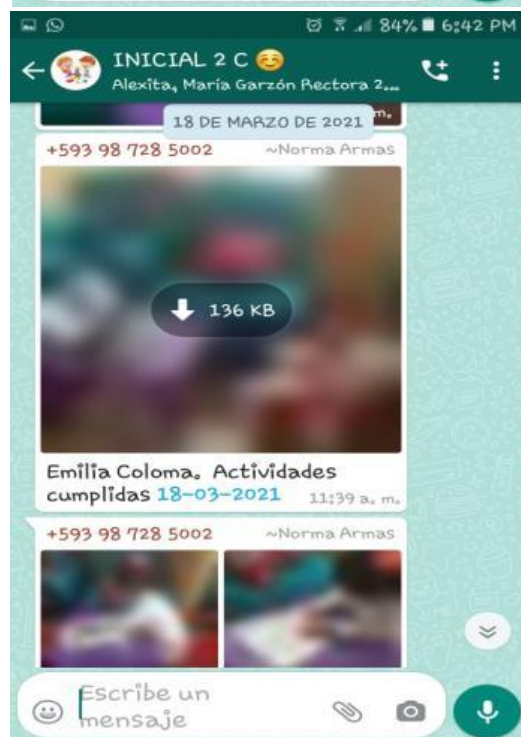 84% 6:42 PM
INICIAL 2 C
Alexita, María Garzón Rectora 2...
m.
18 DE MARZO DE 2021
+593 98 728 5002 ~Norma Armas
136 KB
Emilia Coloma. Actividades
cumplidas 18-03-2021 11:39 a. m.
+593 98 728 5002 ~Norma Armas
Escribe un
mensaje